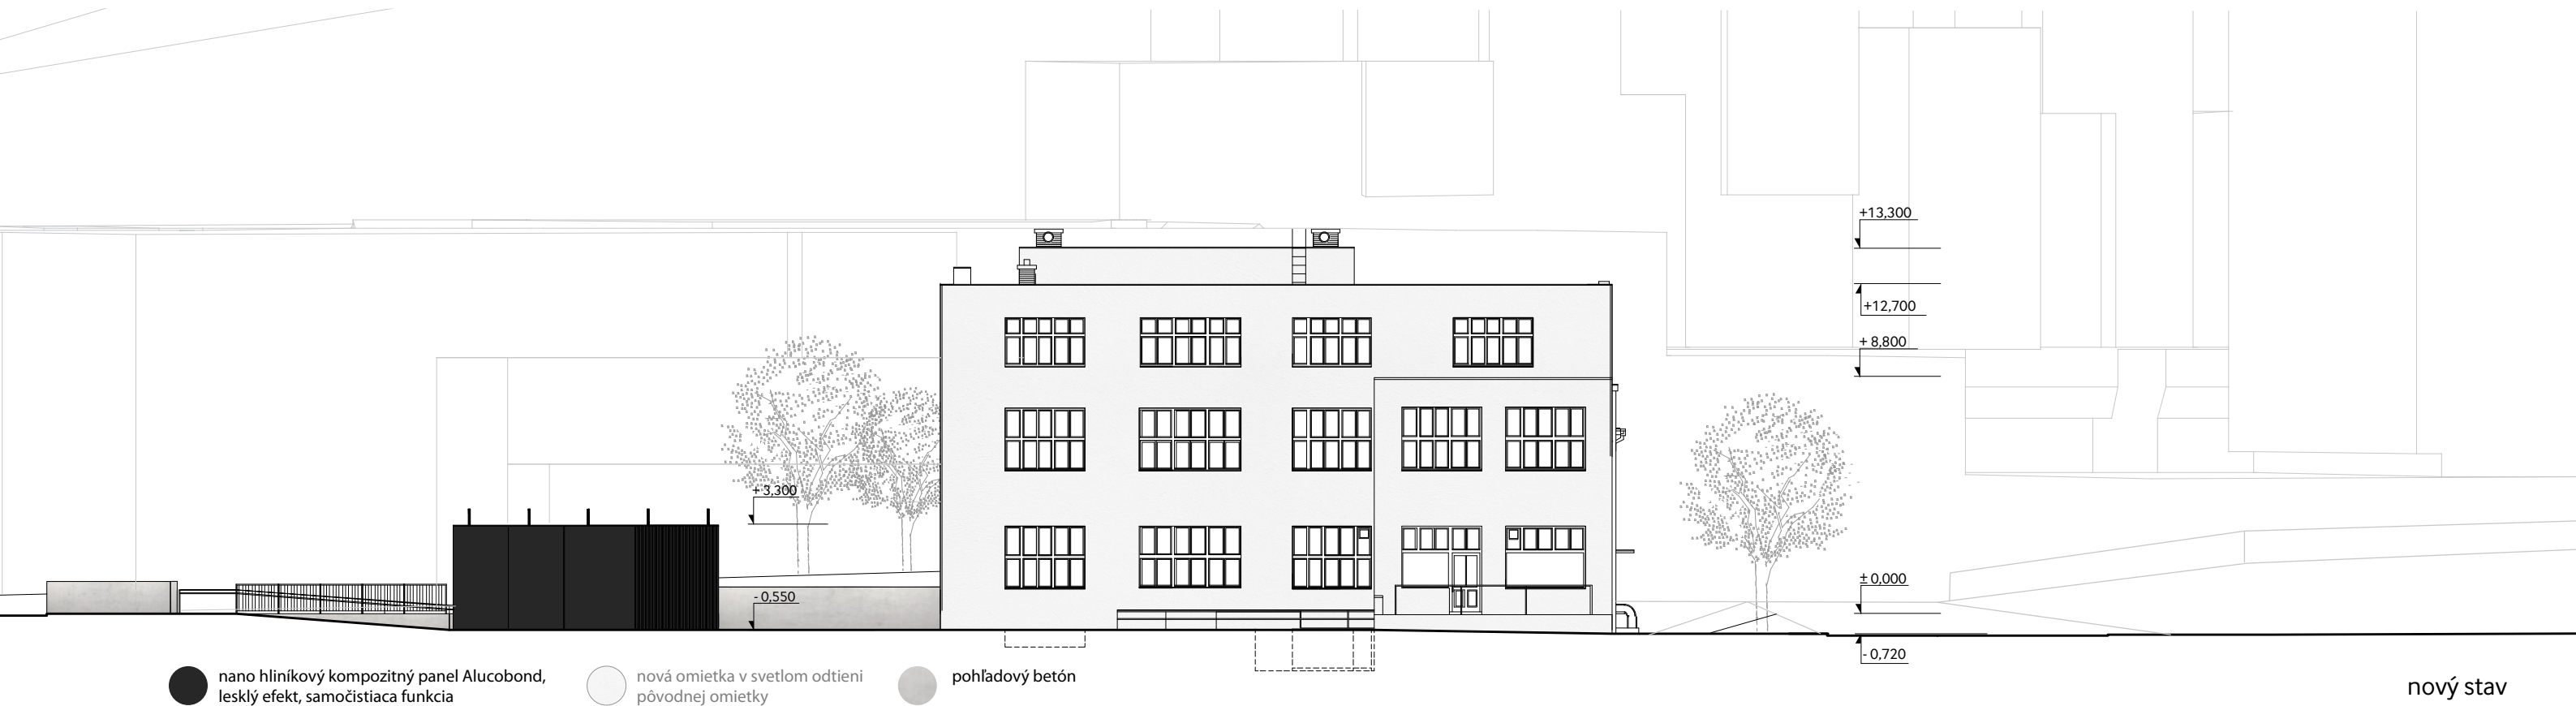 +13,300
+12,700
+ 8,800
+ 3,300
± 0,000
- 0,550
- 0,720
nano hliníkový kompozitný panel Alucobond,
lesklý efekt, samočistiaca funkcia
nová omietka v svetlom odtieni
pôvodnej omietky
pohľadový betón
nový stav